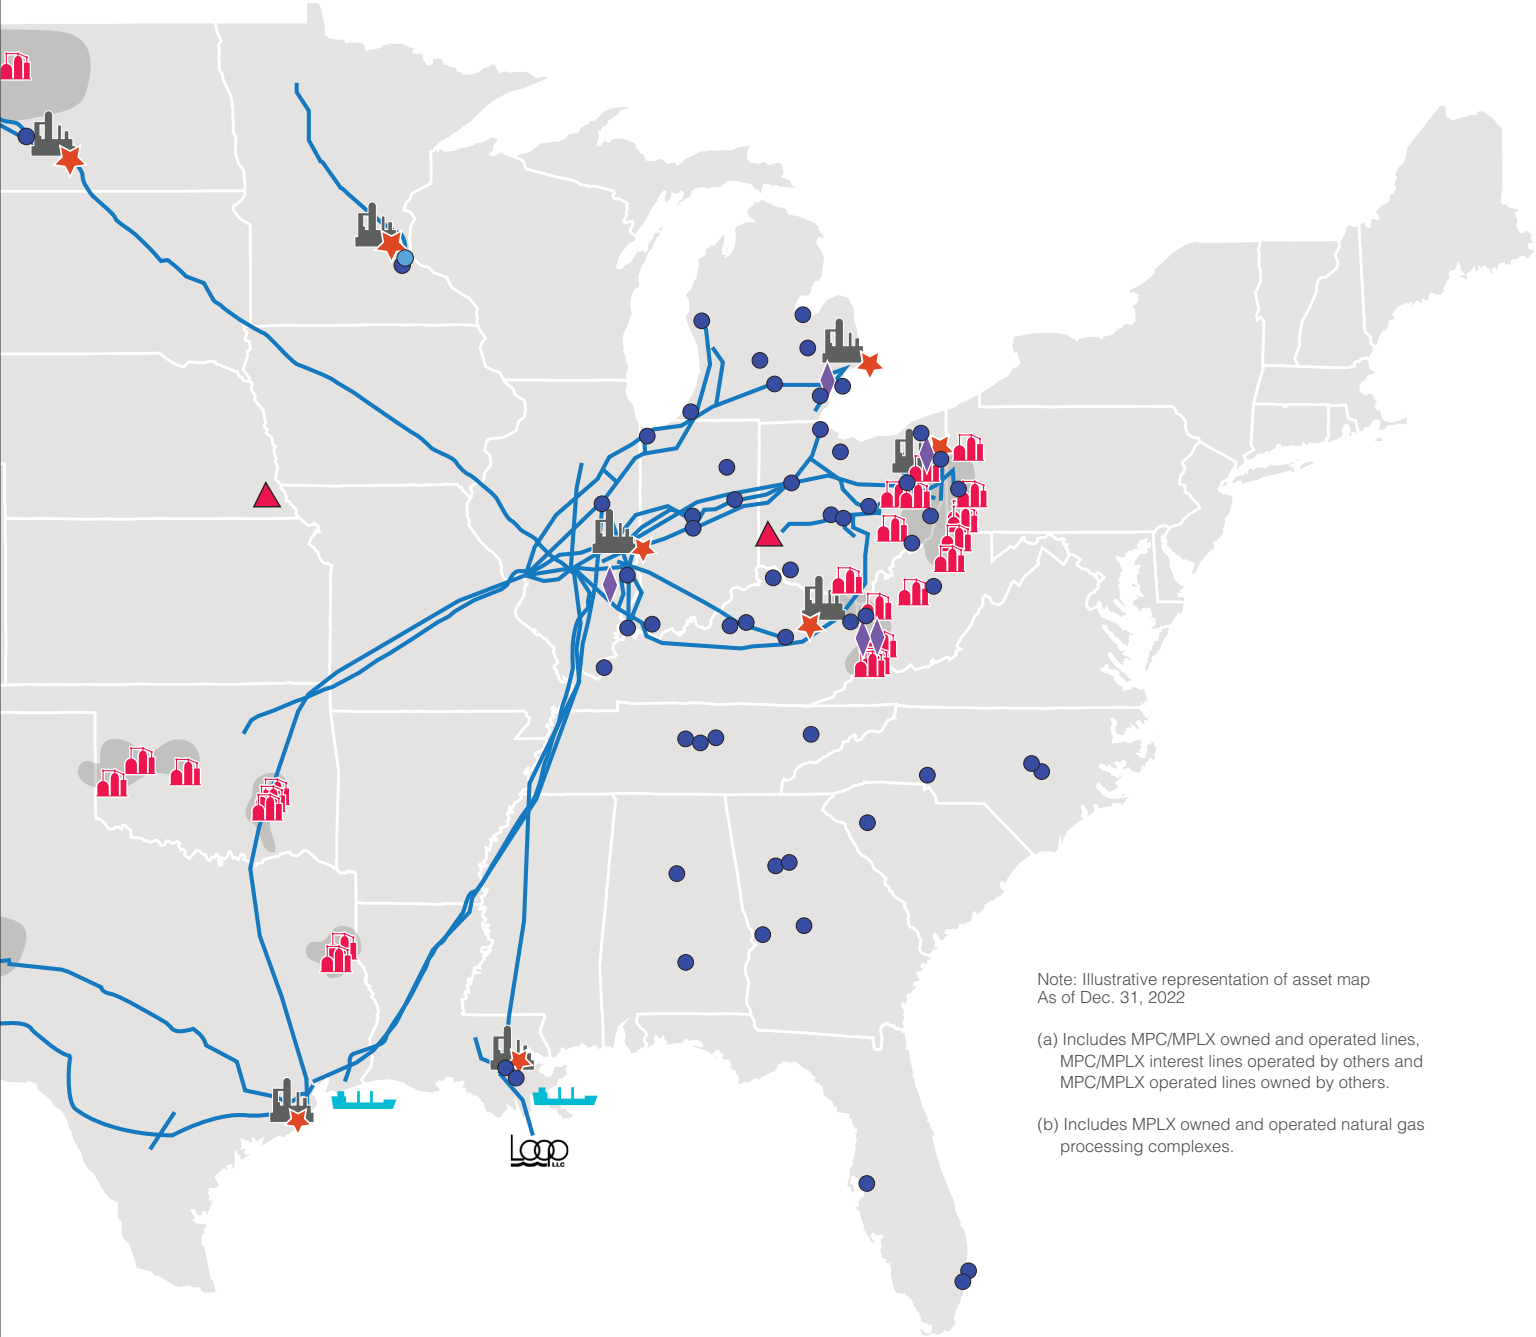 Note: Illustrative representation of asset map
As of Dec. 31, 2022
(a) Includes MPC/MPLX owned and operated lines,
MPC/MPLX interest lines operated by others and
MPC/MPLX operated lines owned by others.
(b) Includes MPLX owned and operated natural gas
processing complexes.
LOOP
LLC